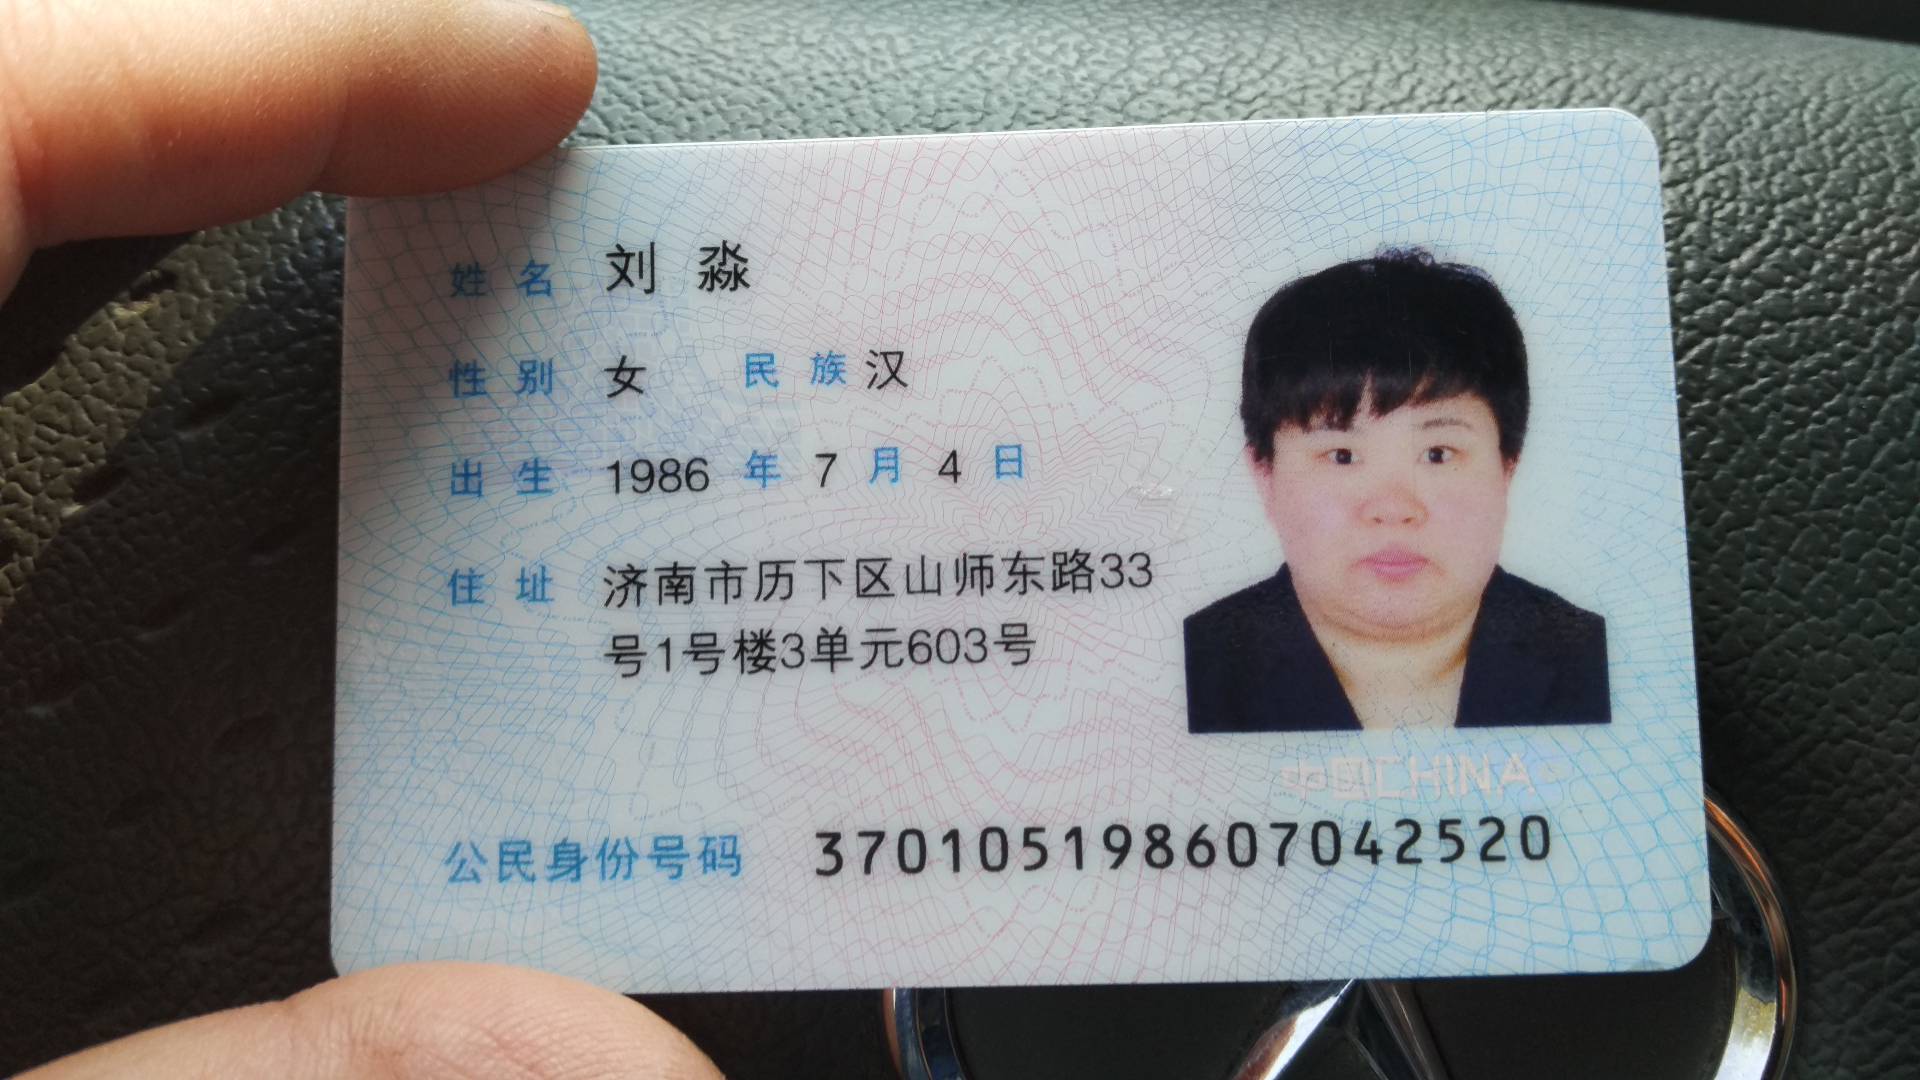 姓名 刘淼
性别 女 民族 汉
出生 1986 年 7 月 4 日
住址 济南市历下区山师东路33
号1号楼3单元603号
中国CHINA
公民身份号码 370105198607042520